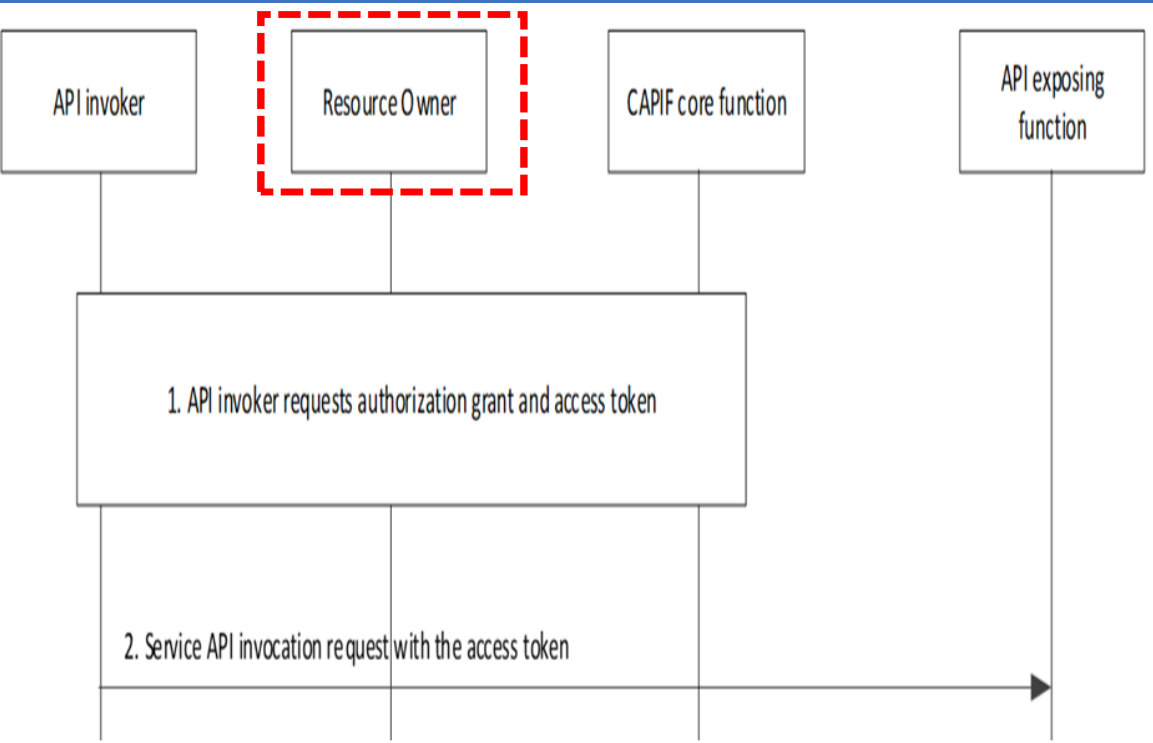 API invoker
Resource Owner
CAPIF core function
API exposing
function
1. API invoker requests authorization grant and access token
2. Service API invocation request with the access token